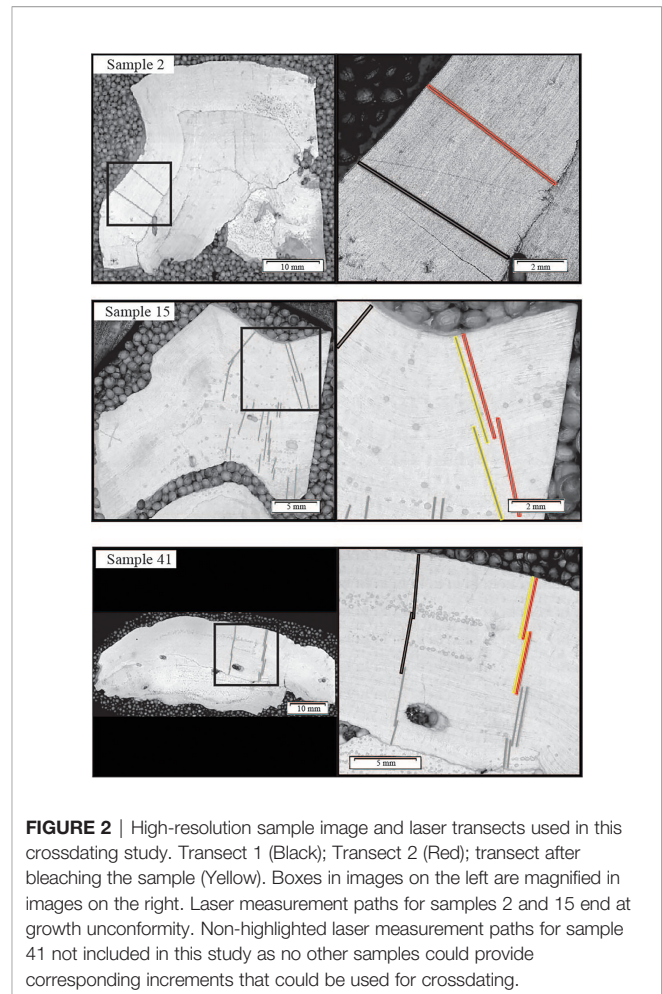 Sample 2
10 mm
2 mm
Sample 15
5 mm
2 mm
Sample 41
10 mm
5 mm
FIGURE 2 | High-resolution sample image and laser transects used in this
crossdating study. Transect 1 (Black); Transect 2 (Red); transect after
bleaching the sample (Yellow). Boxes in images on the left are magnified in
images on the right. Laser measurement paths for samples 2 and 15 end at
growth unconformity. Non-highlighted laser measurement paths for sample
41 not included in this study as no other samples could provide
corresponding increments that could be used for crossdating.